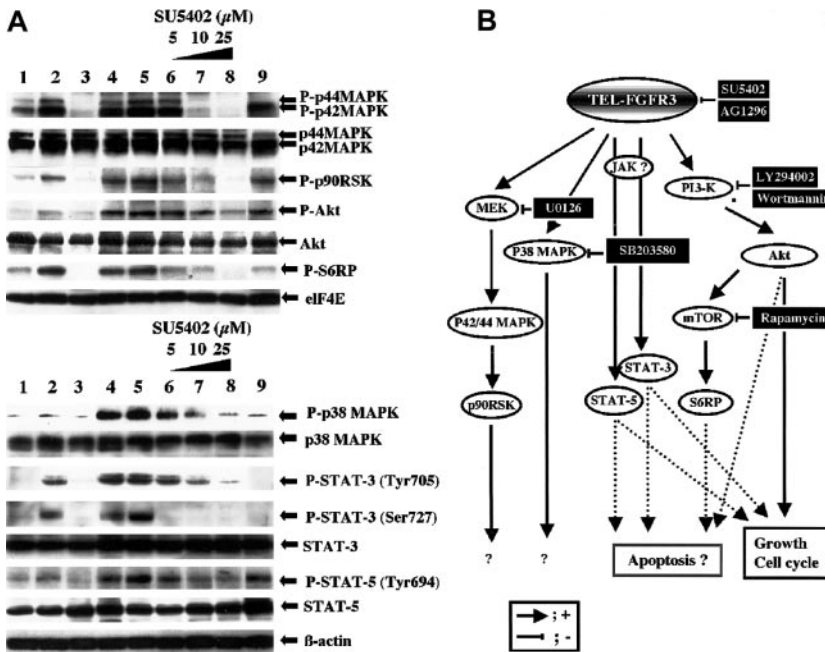 A
SU5402 (μM)
5 10 25
1 2 3 4 5 6 7 8 9
P-p44MAPK
P-p42MAPK
p44MAPK
p42MAPK
P-p90RSK
P-Akt
Akt
P-S6RP
eIF4E
SU5402 (μM)
5 10 25
1 2 3 4 5 6 7 8 9
P-p38 MAPK
p38 MAPK
P-STAT-3 (Tyr705)
P-STAT-3 (Ser727)
STAT-3
P-STAT-5 (Tyr694)
STAT-5
ß-actin
B
TEL-FGFR3
SU5402
AG1296
JAK ?
PI3-K
LY294002
Wortmannin
MEK
U0126
P38 MAPK
SB203580
Akt
P42/44 MAPK
mTOR
Rapamycin
STAT-3
p90RSK
STAT-5
S6RP
? ?
Apoptosis ?
Growth
Cell cycle
; +
; -